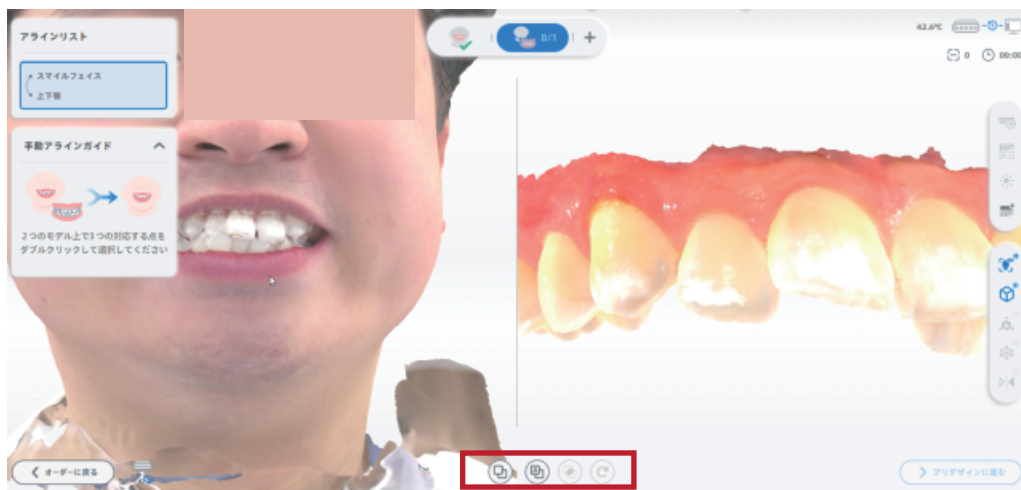 アラインリスト
スマイルフェイス
上下顎
手動アラインガイド
2つのモデル上で3つの対応する点を
ダブルクリックして選択してください
0/1
+
42.6℃
0
00:00
オーダーに戻る
プリデザインに進む